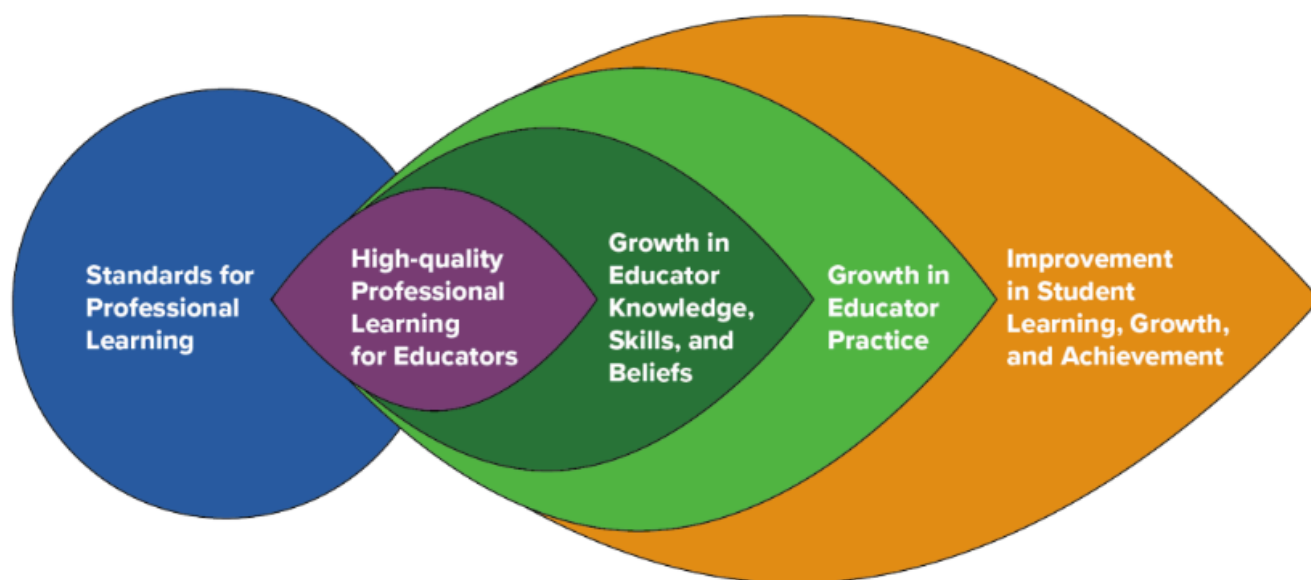 Standards for
Professional
Learning
High-quality
Professional
Learning
for Educators
Growth in
Educator
Knowledge,
Skills, and
Beliefs
Growth in
Educator
Practice
Improvement
in Student
Learning, Growth,
and Achievement